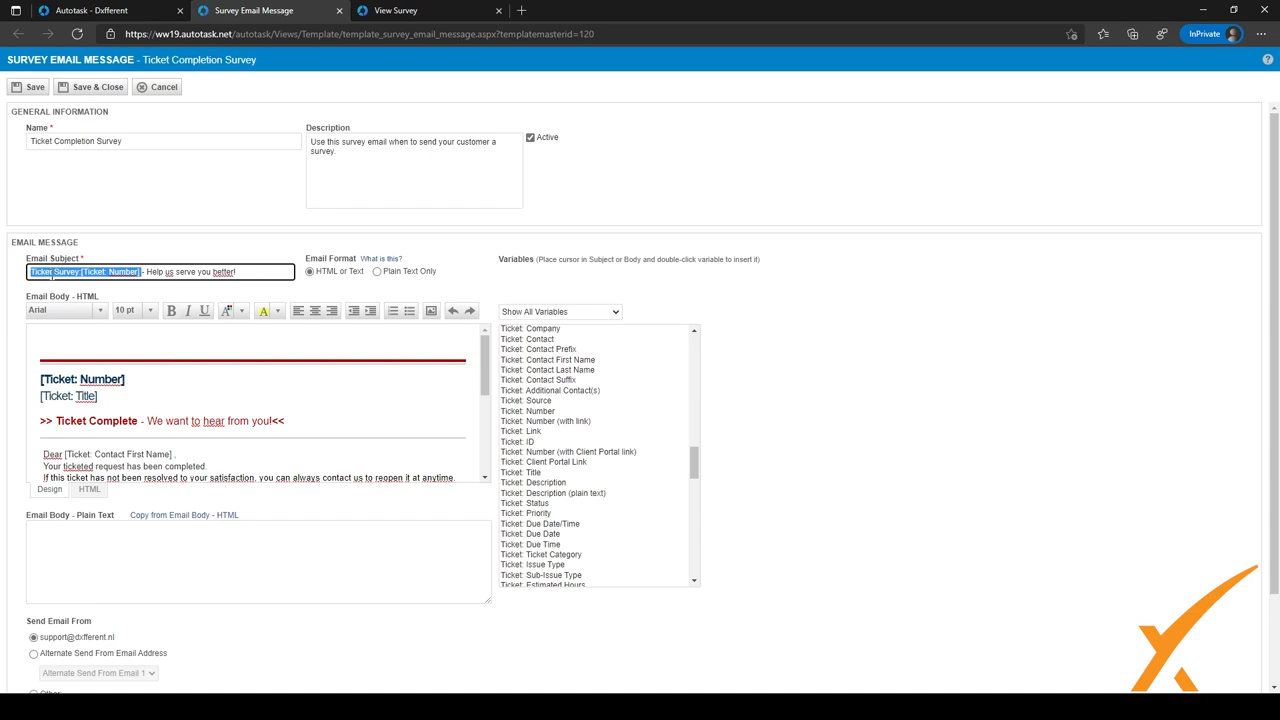 Autotask - Dxfferent
Survey Email Message
View Survey
https://ww19.autotask.net/autotask/Views/Template/template_survey_email_message.aspx?templatemasterid=120
InPrivate
SURVEY EMAIL MESSAGE - Ticket Completion Survey
Save
Save & Close
Cancel
GENERAL INFORMATION
Name *
Description
Ticket Completion Survey
Use this survey email when to send your customer a
survey.
Active
EMAIL MESSAGE
Email Subject *
Email Format What is this?
Variables (Place cursor in Subject or Body and double-click variable to insert it)
Ticket Survey:[Ticket: Number]- Help us serve you better!
HTML or Text
Plain Text Only
Email Body - HTML
Arial
10 pt
B I U
Show All Variables
[Ticket: Number]
[Ticket: Title]
>> Ticket Complete - We want to hear from you!<<
Dear [Ticket: Contact First Name] ,
Your ticketed request has been completed.
If this ticket has not been resolved to your satisfaction, you can always contact us to reopen it at anytime.
Design
HTML
Ticket: Company
Ticket: Contact
Ticket: Contact Prefix
Ticket: Contact First Name
Ticket: Contact Last Name
Ticket: Contact Suffix
Ticket: Additional Contact(s)
Ticket: Source
Ticket: Number
Ticket: Number (with link)
Ticket: Link
Ticket: ID
Ticket: Number (with Client Portal link)
Ticket: Client Portal Link
Ticket: Title
Ticket: Description
Ticket: Description (plain text)
Ticket: Status
Ticket: Priority
Ticket: Due Date/Time
Ticket: Due Date
Ticket: Due Time
Ticket: Ticket Category
Ticket: Issue Type
Ticket: Sub-Issue Type
Ticket: Estimated Hours
Email Body - Plain Text
Copy from Email Body - HTML
Send Email From
support@dxfferent.nl
Alternate Send From Email Address
Alternate Send From Email 1
Other: